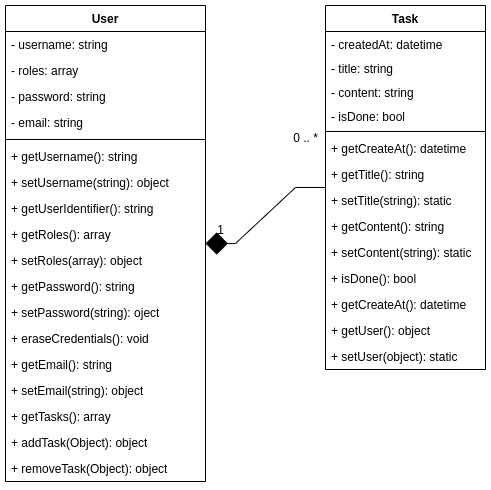 User
- username: string
- roles: array
- password: string
- email: string
+ getUsername(): string
+ setUsername(string): object
+ getUserIdentifier(): string
+ getRoles(): array
+ setRoles(array): object
+ getPassword(): string
+ setPassword(string): oject
+ eraseCredentials(): void
+ getEmail(): string
+ setEmail(string): object
+ getTasks(): array
+ addTask(Object): object
+ removeTask(Object): object
1
0 .. *
Task
- createdAt: datetime
- title: string
- content: string
- isDone: bool
+ getCreateAt(): datetime
+ getTitle(): string
+ setTitle(string): static
+ getContent(): string
+ setContent(string): static
+ isDone(): bool
+ getCreateAt(): datetime
+ getUser(): object
+ setUser(object): static